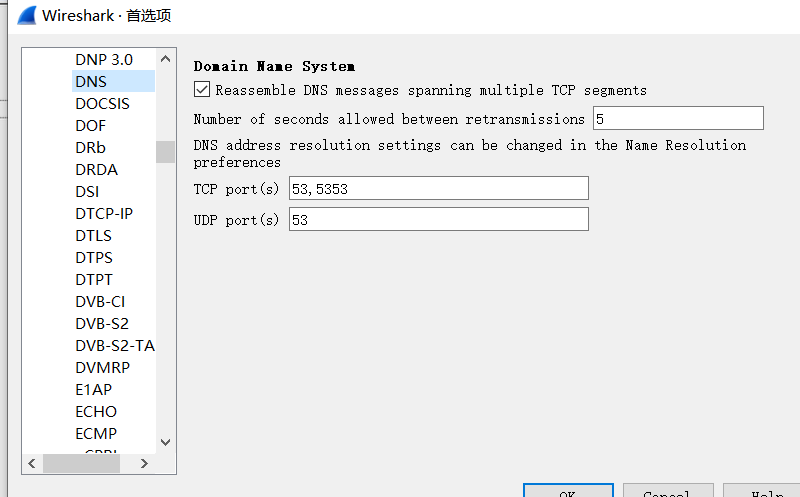 Wireshark · 首选项
DNP 3.0
DNS
DOCSIS
DOF
DRb
DRDA
DSI
DTCP-IP
DTLS
DTPS
DTPT
DVB-CI
DVB-S2
DVB-S2-TA
DVMRP
E1AP
ECHO
ECMP
Domain Name System
Reassemble DNS messages spanning multiple TCP segments
Number of seconds allowed between retransmissions 5
DNS address resolution settings can be changed in the Name Resolution
preferences
TCP port(s) 53,5353
UDP port(s) 53
OK Cancel Help